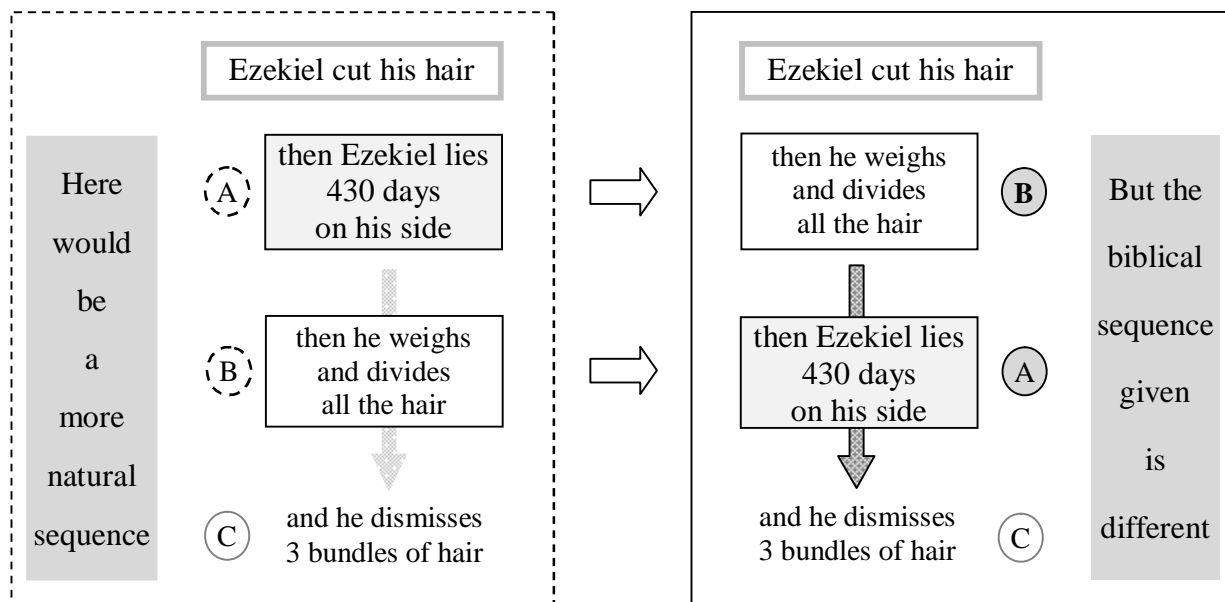 Ezekiel cut his hair
Here
would
be
a
more
natural
sequence
A
then Ezekiel lies
430 days
on his side
B
then he weighs
and divides
all the hair
C
and he dismisses
3 bundles of hair
Ezekiel cut his hair
then he weighs
and divides
all the hair
B
then Ezekiel lies
430 days
on his side
A
and he dismisses
3 bundles of hair
C
But the
biblical
sequence
given
is
different